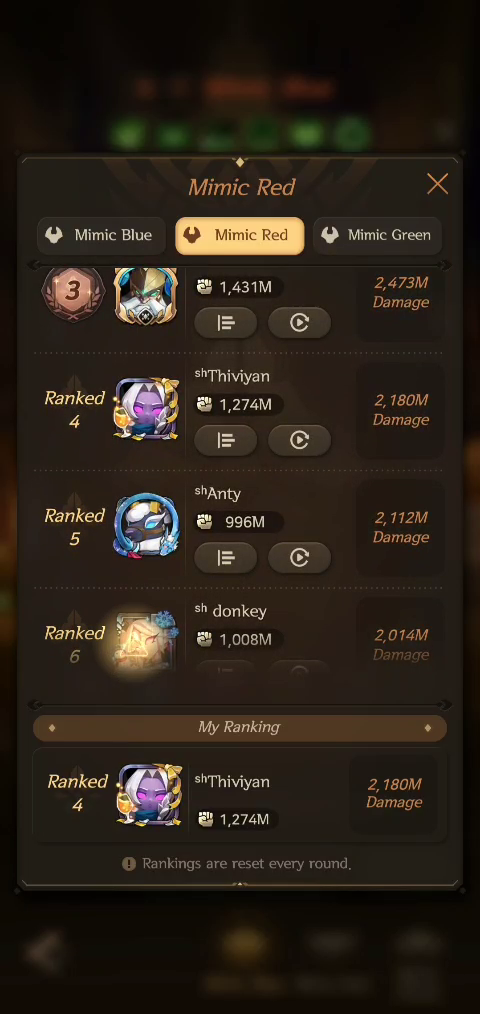 Mimic Red
Mimic Blue
Mimic Red
Mimic Green
3
1,431M
2,473M
Damage
Ranked
4
shThiviyan
1,274M
2,180M
Damage
Ranked
5
shAnty
996M
2,112M
Damage
Ranked
6
sh donkey
1,008M
2,014M
Damage
My Ranking
Ranked
4
shThiviyan
1,274M
2,180M
Damage
Rankings are reset every round.